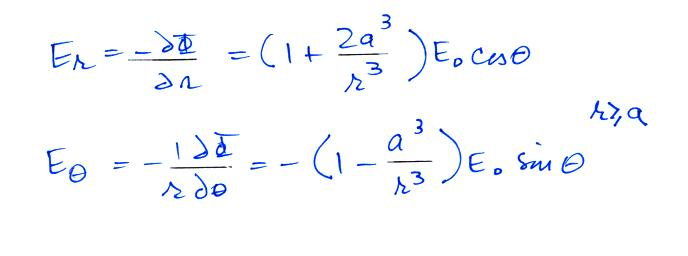 E_r = -∂Φ/∂r = (1 + 2a³/r³) E₀ cosθ
r ≥ a
E_θ = -1 ∂Φ/r ∂θ = -(1 - a³/r³) E₀ sinθ